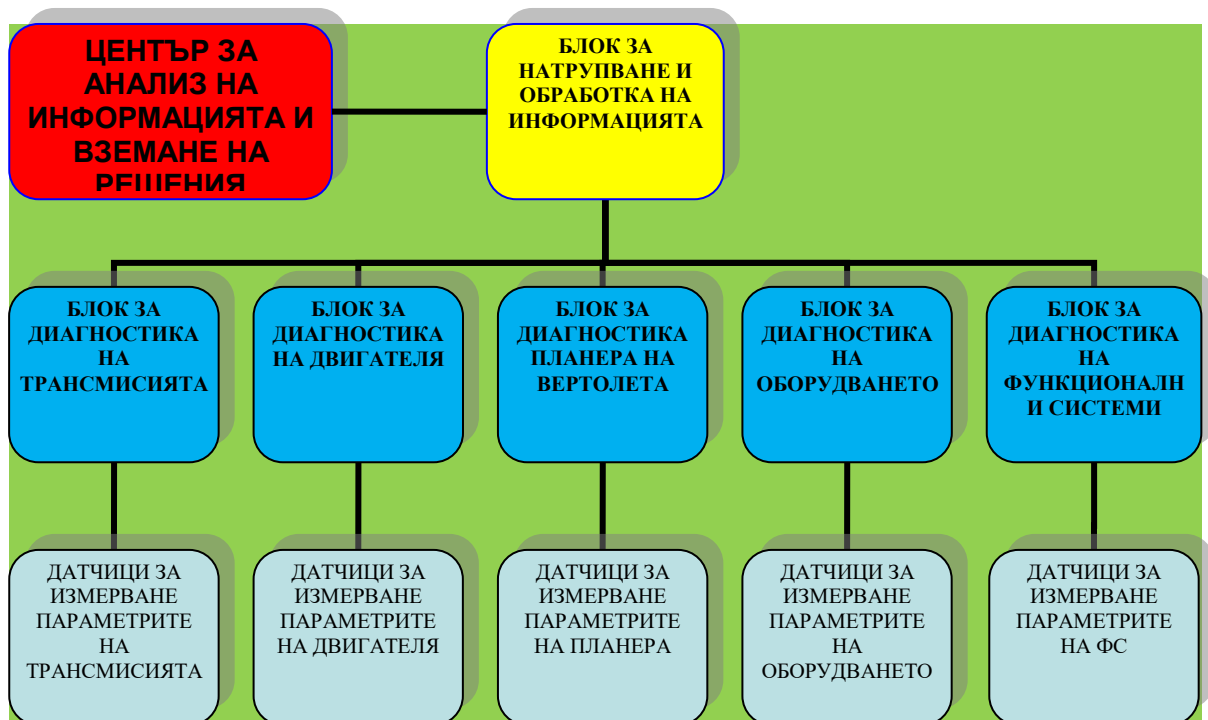 ЦЕНТЪР ЗА
АНАЛИЗ НА
ИНФОРМАЦИЯТА И
ВЗЕМАНЕ НА
РЕШЕНИЯ
БЛОК ЗА
НАТРУПВАНЕ И
ОБРАБОТКА НА
ИНФОРМАЦИЯТА
БЛОК ЗА
ДИАГНОСТИКА
НА
ТРАНСМИСИЯТА
БЛОК ЗА
ДИАГНОСТИКА
НА ДВИГАТЕЛЯ
БЛОК ЗА
ДИАГНОСТИКА
ПЛАНЕРА НА
ВЕРТОЛЕТА
БЛОК ЗА
ДИАГНОСТИКА
НА
ОБОРУДВАНЕТО
БЛОК ЗА
ДИАГНОСТИКА
НА
ФУНКЦИОНАЛН
И СИСТЕМИ
ДАТЧИЦИ ЗА
ИЗМЕРВАНЕ
ПАРАМЕТРИТЕ
НА
ТРАНСМИСИЯТА
ДАТЧИЦИ ЗА
ИЗМЕРВАНЕ
ПАРАМЕТРИТЕ
НА ДВИГАТЕЛЯ
ДАТЧИЦИ ЗА
ИЗМЕРВАНЕ
ПАРАМЕТРИТЕ
НА ПЛАНЕРА
ДАТЧИЦИ ЗА
ИЗМЕРВАНЕ
ПАРАМЕТРИТЕ
НА
ОБОРУДВАНЕТО
ДАТЧИЦИ ЗА
ИЗМЕРВАНЕ
ПАРАМЕТРИТЕ
НА ФС